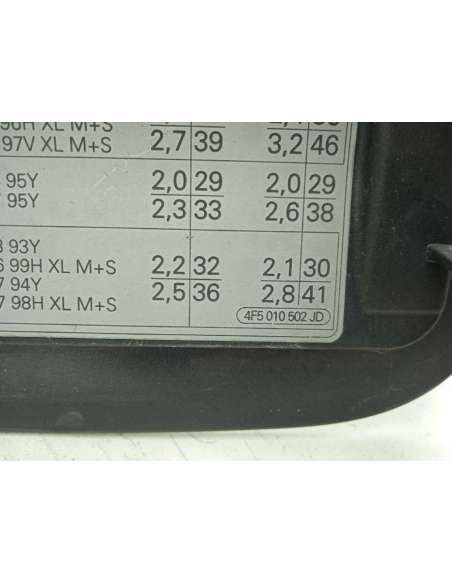 96H XL M+S
97V XL M+S 2,7 39 3,2 46
95Y 2,0 29 2,0 29
95Y 2,3 33 2,6 38
93Y
99H XL M+S 2,2 32 2,1 30
94Y 2,5 36 2,8 41
98H XL M+S
4F5 010 502 JD